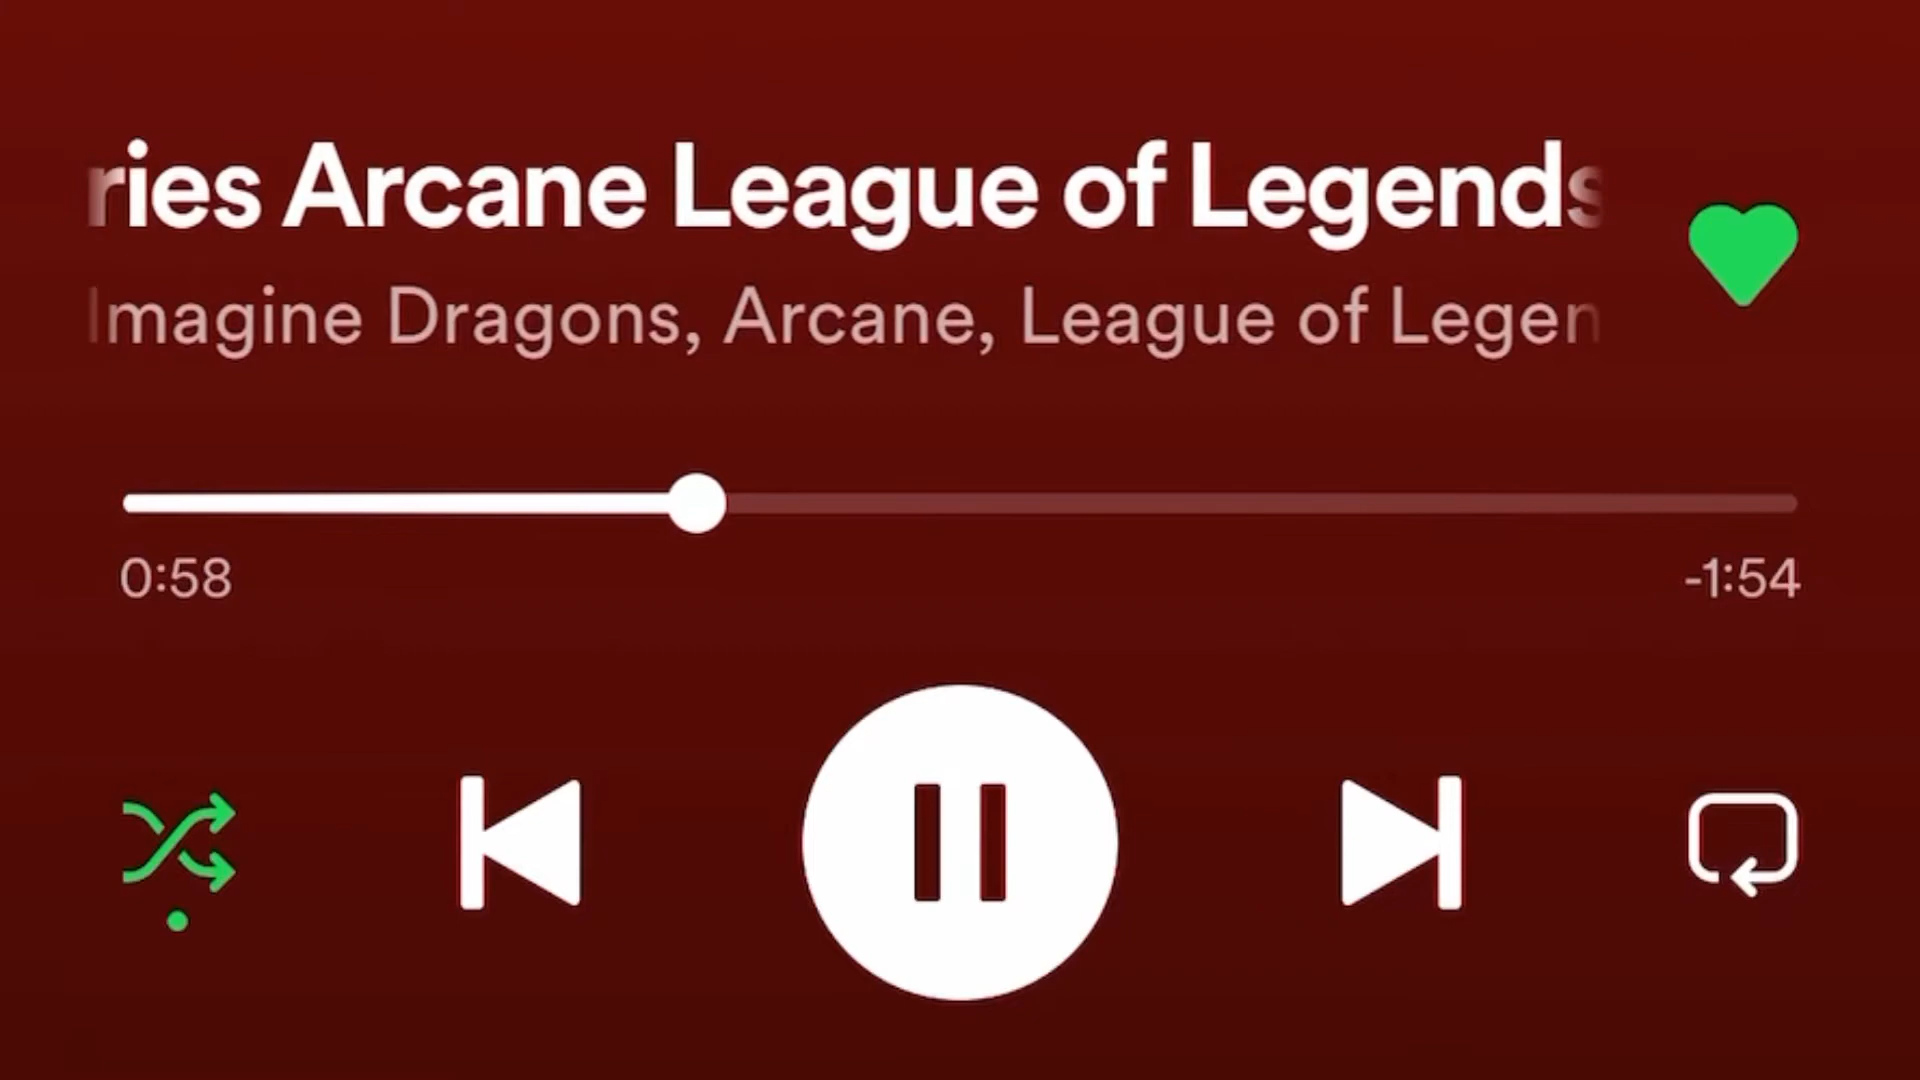 ries Arcane League of Legends
Imagine Dragons, Arcane, League of Legen
0:58
-1:54